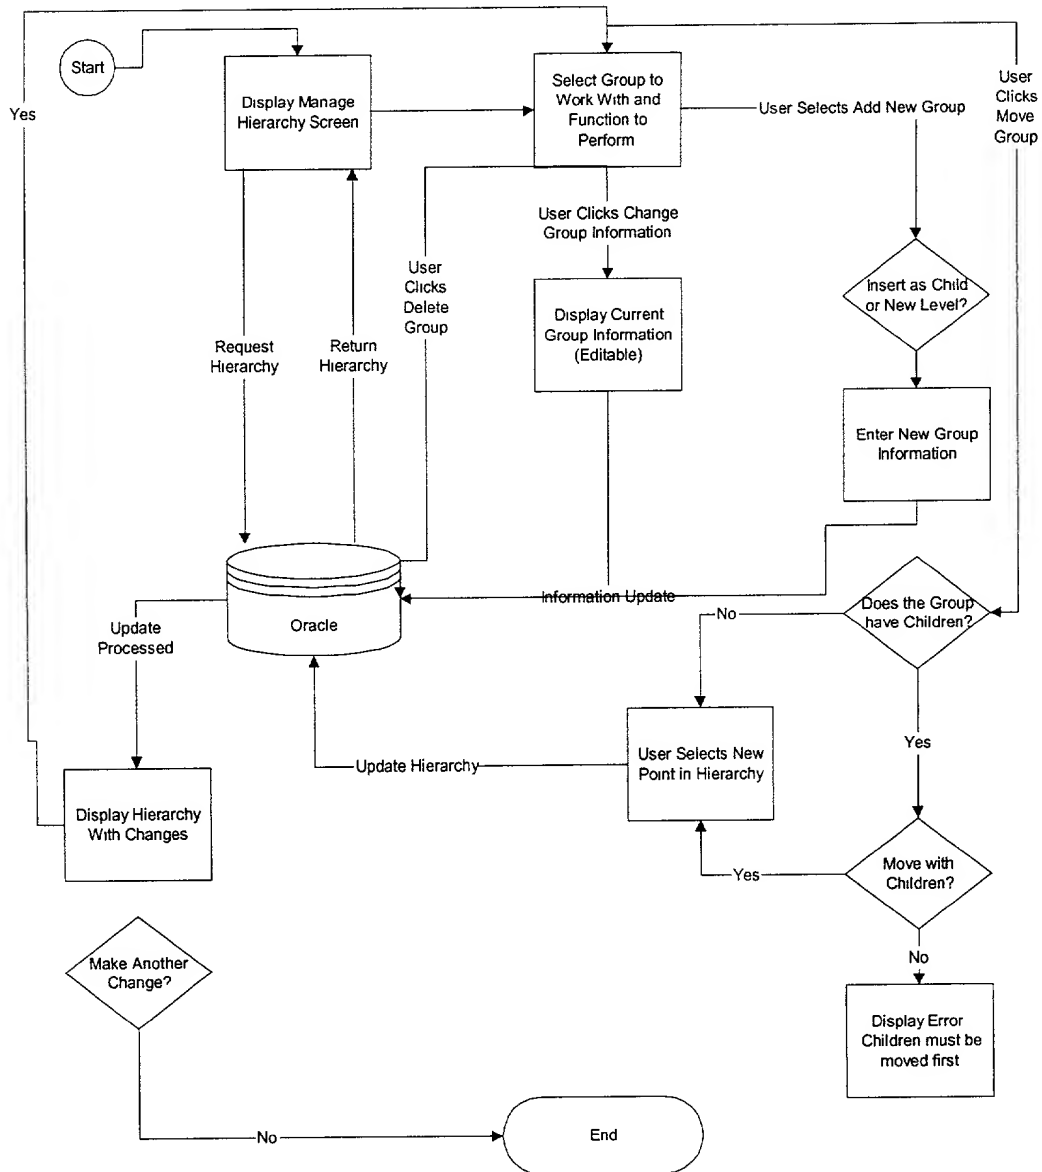 Start
Yes
Display Manage
Hierarchy Screen
Select Group to
Work With and
Function to
Perform
User Selects Add New Group
User
Clicks
Move
Group
User Clicks Change
Group Information
User
Clicks
Delete
Group
Insert as Child
or New Level?
Display Current
Group Information
(Editable)
Request
Hierarchy
Return
Hierarchy
Enter New Group
Information
Information Update
Oracle
No
Does the Group
have Children?
Update
Processed
Yes
Update Hierarchy
User Selects New
Point in Hierarchy
Display Hierarchy
With Changes
Yes
Move with
Children?
Make Another
Change?
No
Display Error
Children must be
moved first
No
End